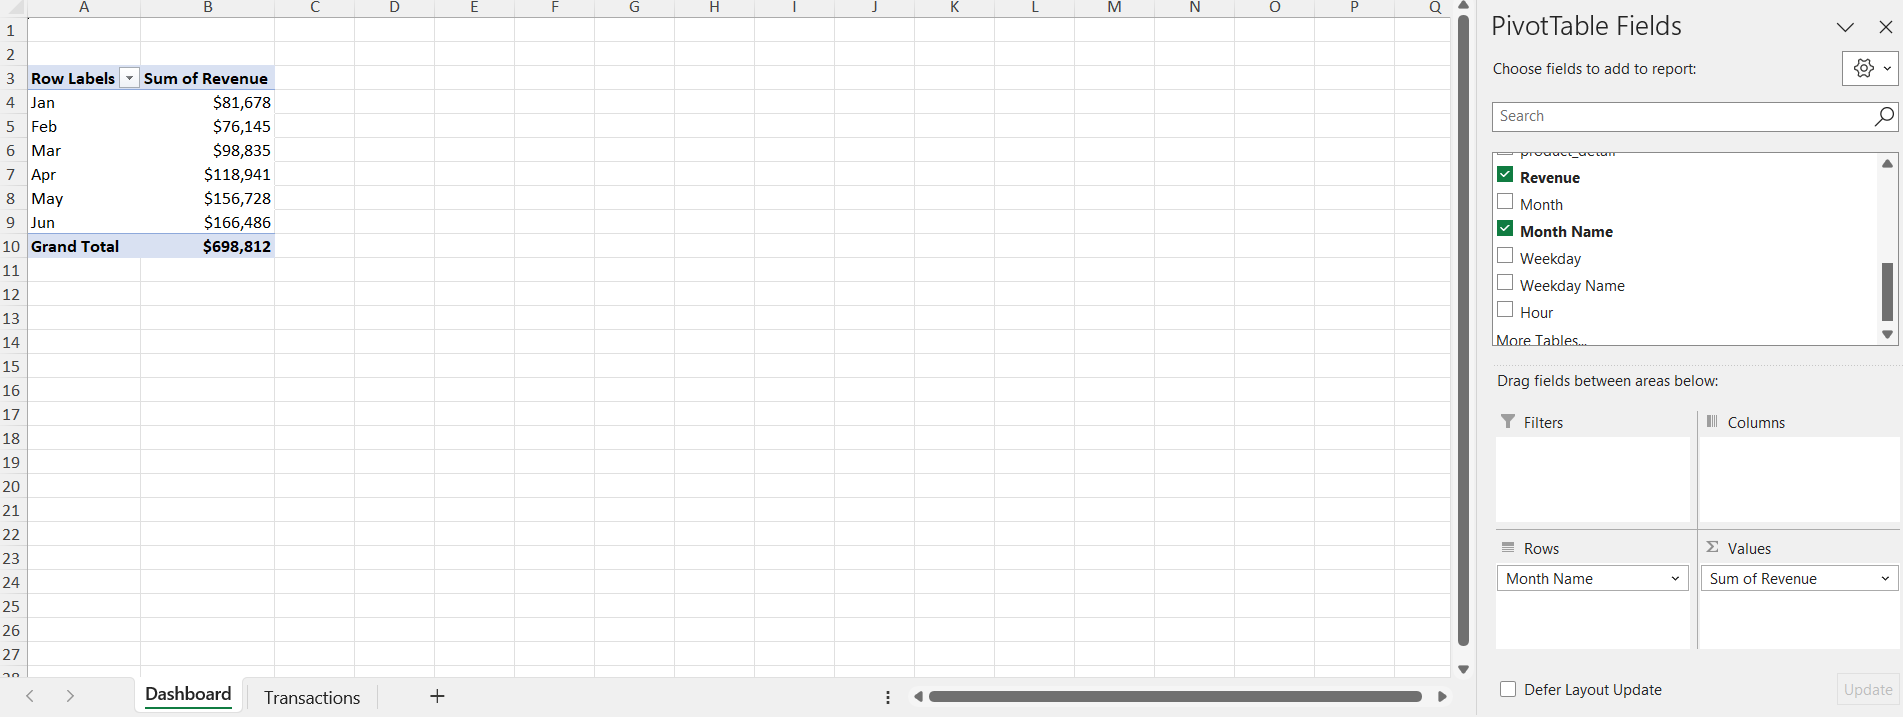 A B C D E F G H I J K L M N O P Q
1
2
3 Row Labels Sum of Revenue
4 Jan $81,678
5 Feb $76,145
6 Mar $98,835
7 Apr $118,941
8 May $156,728
9 Jun $166,486
10 Grand Total $698,812
11
12
13
14
15
16
17
18
19
20
21
22
23
24
25
26
27
28
Dashboard Transactions +
PivotTable Fields
Choose fields to add to report:
Search
product_detail
Revenue
Month
Month Name
Weekday
Weekday Name
Hour
More Tables...
Drag fields between areas below:
Filters Columns
Rows Σ Values
Month Name Sum of Revenue
Defer Layout Update Update